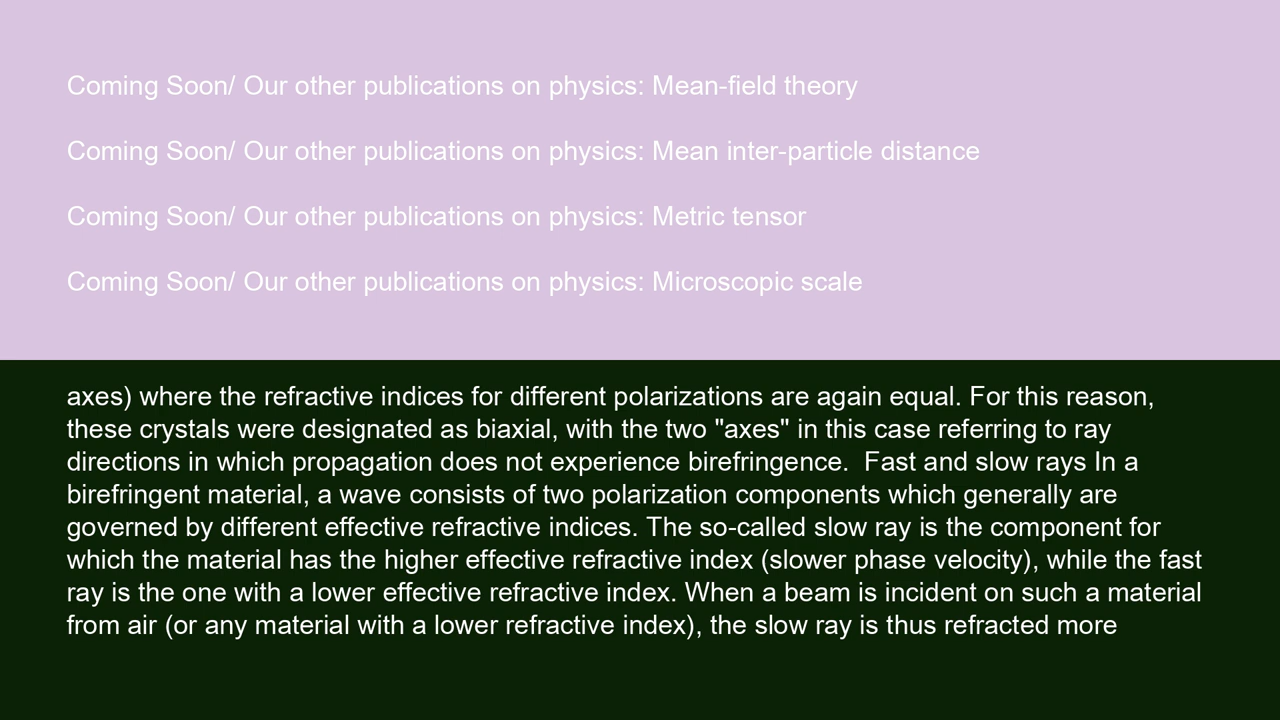 Coming Soon/ Our other publications on physics: Mean-field theory
Coming Soon/ Our other publications on physics: Mean inter-particle distance
Coming Soon/ Our other publications on physics: Metric tensor
Coming Soon/ Our other publications on physics: Microscopic scale
axes) where the refractive indices for different polarizations are again equal. For this reason,
these crystals were designated as biaxial, with the two "axes" in this case referring to ray
directions in which propagation does not experience birefringence.  Fast and slow rays In a
birefringent material, a wave consists of two polarization components which generally are
governed by different effective refractive indices. The so-called slow ray is the component for
which the material has the higher effective refractive index (slower phase velocity), while the fast
ray is the one with a lower effective refractive index. When a beam is incident on such a material
from air (or any material with a lower refractive index), the slow ray is thus refracted more